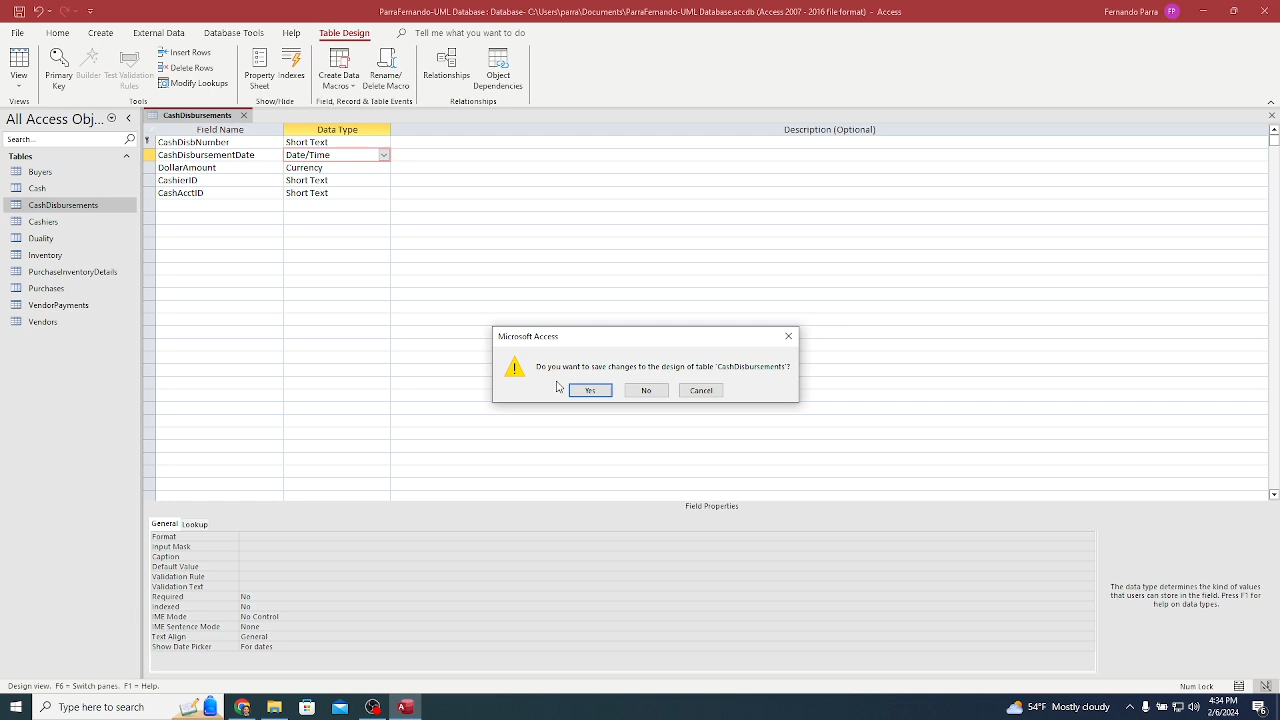 ParraFernando-UML Database : Database- C:\Users\parra\Documents\ParraFernando-UML Database.accdb (Access 2007 - 2016 file format) - Access
Fernando Parra FP
File Home Create External Data Database Tools Help Table Design Tell me what you want to do
View
Views
Primary Key
Builder
Test Validation Rules
Insert Rows
Delete Rows
Modify Lookups
Tools
Property Sheet
Indexes
Show/Hide
Create Data Macros
Rename/ Delete Macro
Field, Record & Table Events
Relationships
Object Dependencies
Relationships
All Access Obj...
Search...
Tables
Buyers
Cash
CashDisbursements
Cashiers
Duality
Inventory
PurchaseInventoryDetails
Purchases
VendorPayments
Vendors
CashDisbursements
Field Name Data Type Description (Optional)
CashDisbNumber Short Text
CashDisbursementDate Date/Time
DollarAmount Currency
CashierID Short Text
CashAcctID Short Text
Microsoft Access
Do you want to save changes to the design of table 'CashDisbursements'?
Yes No Cancel
Field Properties
General Lookup
Format
Input Mask
Caption
Default Value
Validation Rule
Validation Text
Required No
Indexed No
IME Mode No Control
IME Sentence Mode None
Text Align General
Show Date Picker For dates
The data type determines the kind of values
that users can store in the field. Press F1 for
help on data types.
Design view. F6 = Switch panes. F1 = Help.
Num Lock
Type here to search
54°F Mostly cloudy
4:34 PM
2/6/2024